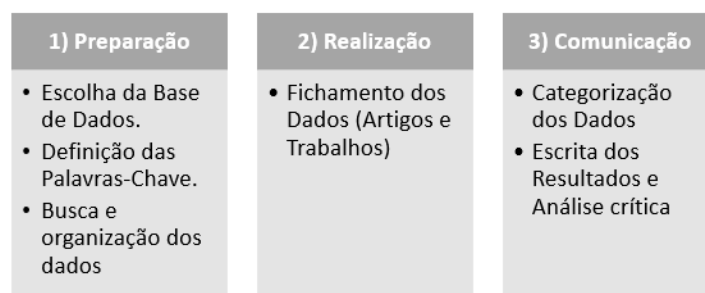 1) Preparação
• Escolha da Base
de Dados.
• Definição das
Palavras-Chave.
• Busca e
organização dos
dados
2) Realização
• Fichamento dos
Dados (Artigos e
Trabalhos)
3) Comunicação
• Categorização
dos Dados
• Escrita dos
Resultados e
Análise crítica